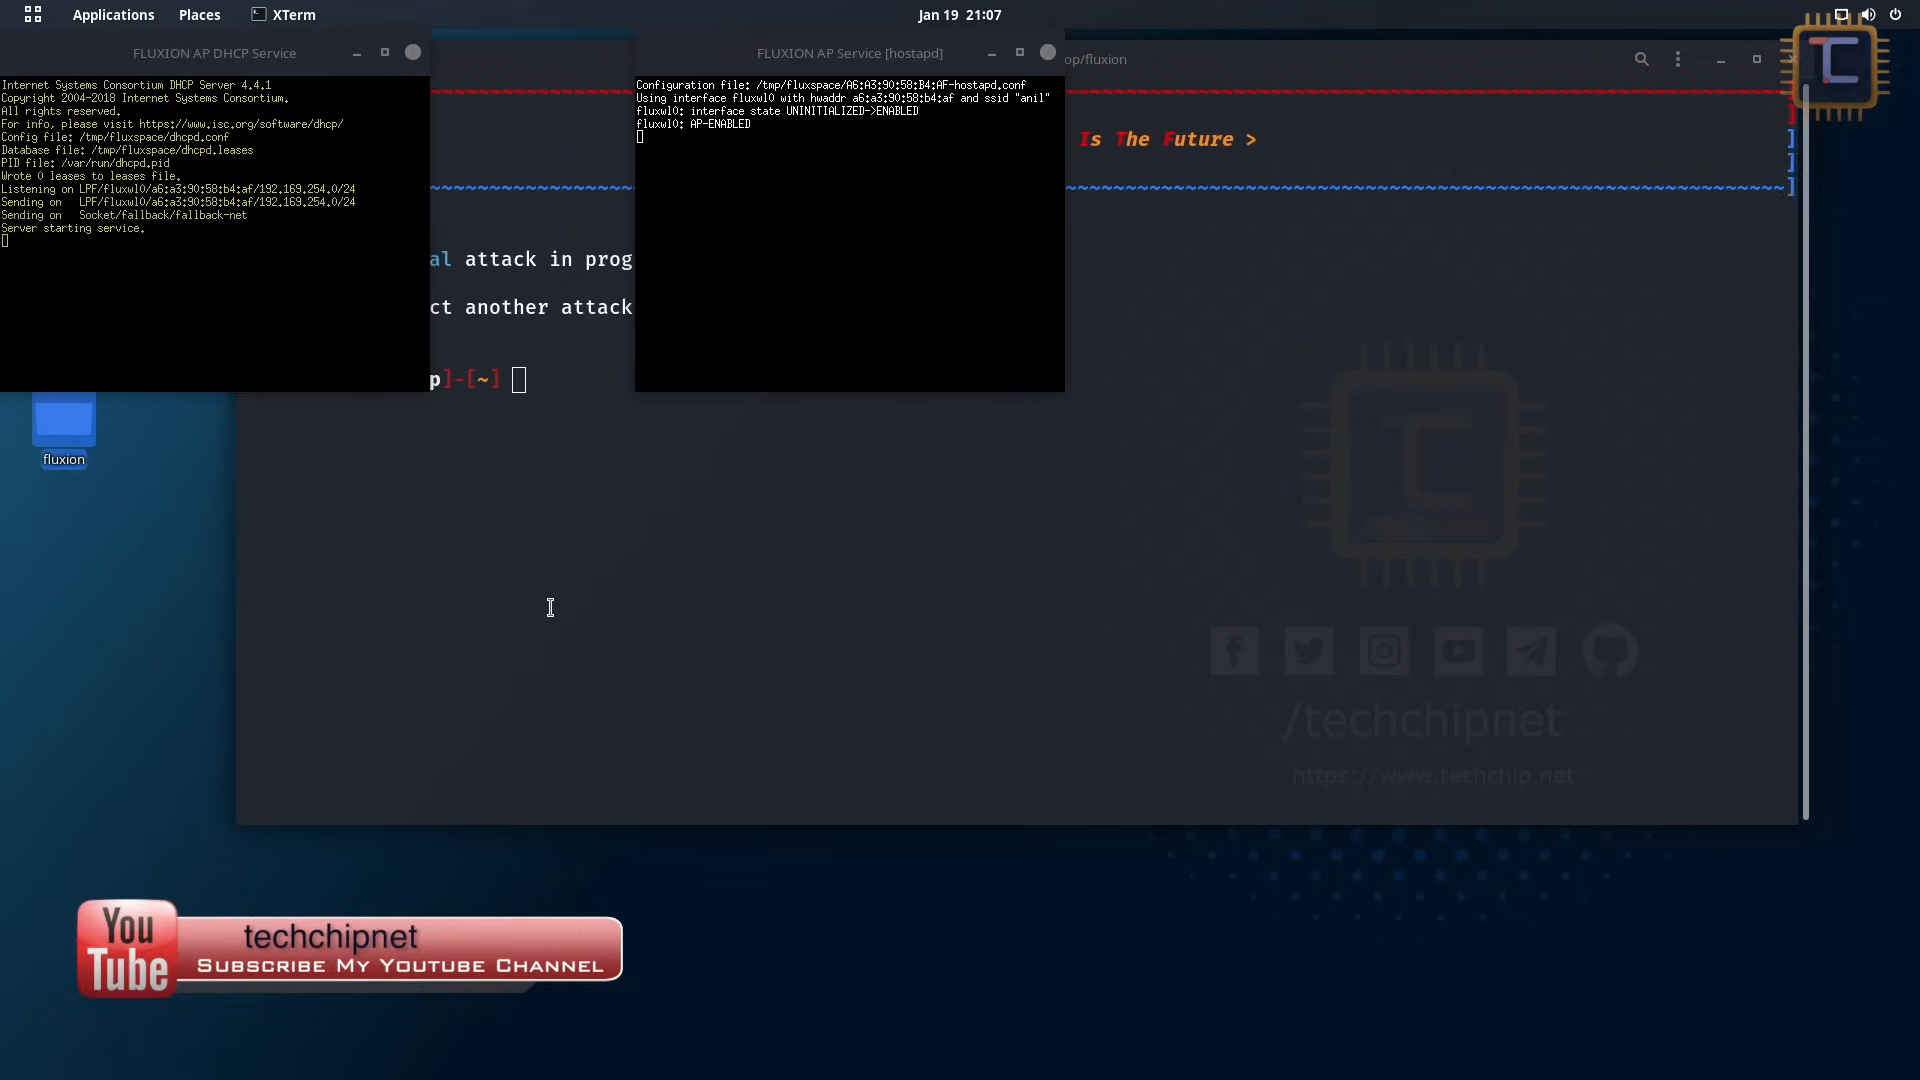 Applications Places XTerm Jan 19 21:07
FLUXION AP DHCP Service
Internet Systems Consortium DHCP Server 4.4.1
Copyright 2004-2018 Internet Systems Consortium.
All rights reserved.
For info, please visit https://www.isc.org/software/dhcp/
Config file: /tmp/fluxspace/dhcpd.conf
Database file: /tmp/fluxspace/dhcpd.leases
PID file: /var/run/dhcpd.pid
Wrote 0 leases to leases file.
Listening on LPF/fluxwl0/a6:a3:90:58:b4:af/192.169.254.0/24
Sending on   LPF/fluxwl0/a6:a3:90:58:b4:af/192.169.254.0/24
Sending on   Socket/fallback/fallback-net
Server starting service.
FLUXION AP Service [hostapd]
Configuration file: /tmp/fluxspace/A6:A3:90:58:B4:AF-hostapd.conf
Using interface fluxwl0 with hwaddr a6:a3:90:58:b4:af and ssid "anil"
fluxwl0: interface state UNINITIALIZED->ENABLED
fluxwl0: AP-ENABLED
op/fluxion
Is The Future >
al attack in prog
ct another attack
p]-[~]
fluxion
/techchipnet
https://www.techchip.net
You
Tube
techchipnet
SUBSCRIBE MY YOUTUBE CHANNEL